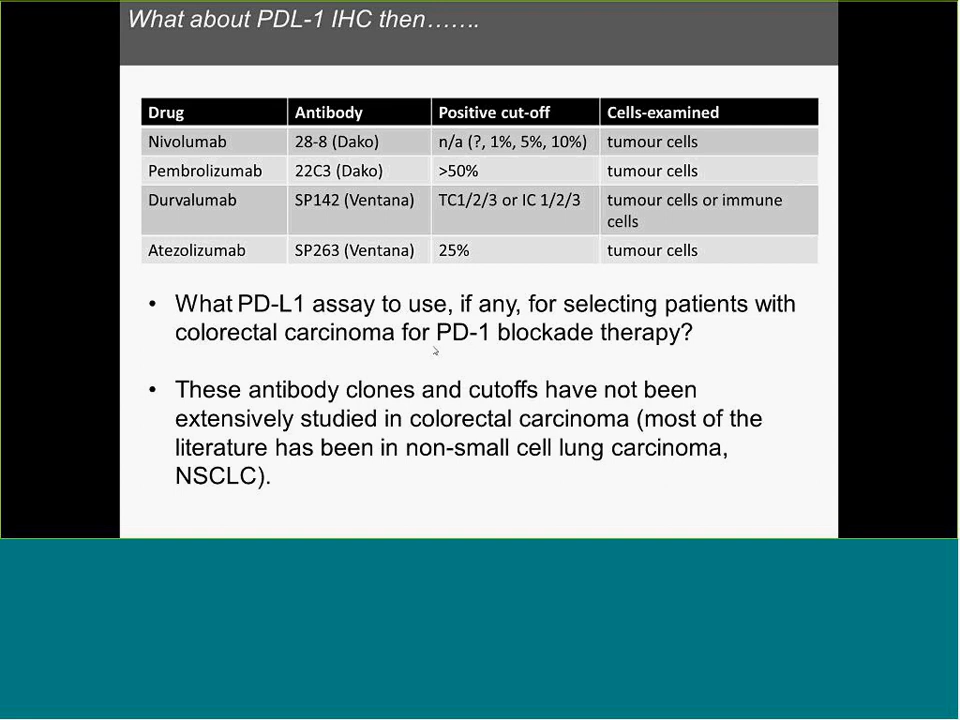 What about PDL-1 IHC then…….
Drug Antibody Positive cut-off Cells-examined
Nivolumab 28-8 (Dako) n/a (?, 1%, 5%, 10%) tumour cells
Pembrolizumab 22C3 (Dako) >50% tumour cells
Durvalumab SP142 (Ventana) TC1/2/3 or IC 1/2/3 tumour cells or immune
cells
Atezolizumab SP263 (Ventana) 25% tumour cells
• What PD-L1 assay to use, if any, for selecting patients with
colorectal carcinoma for PD-1 blockade therapy?
• These antibody clones and cutoffs have not been
extensively studied in colorectal carcinoma (most of the
literature has been in non-small cell lung carcinoma,
NSCLC).